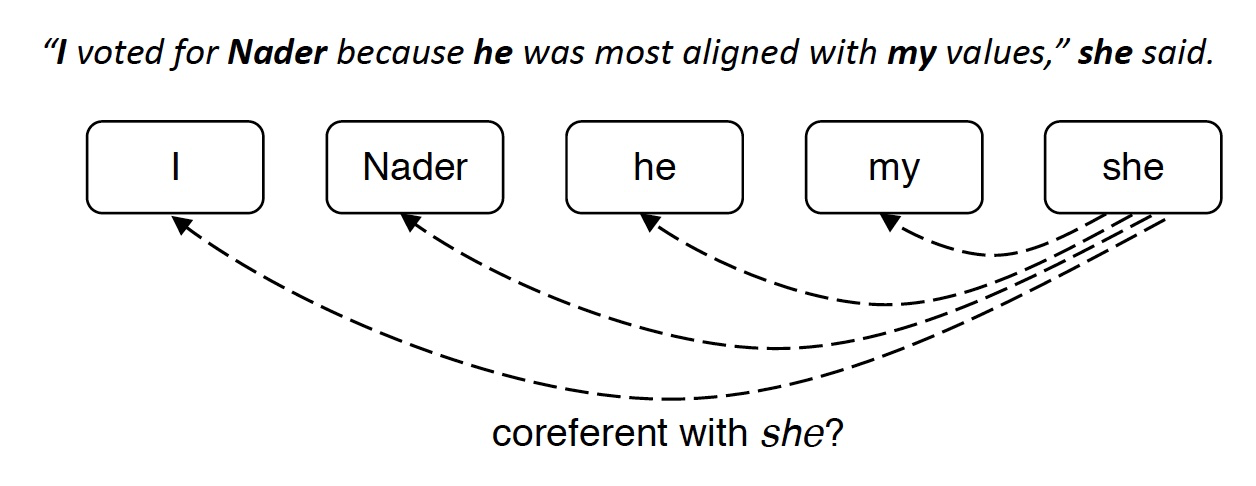 “I voted for Nader because he was most aligned with my values,” she said.
I Nader he my she
coreferent with she?